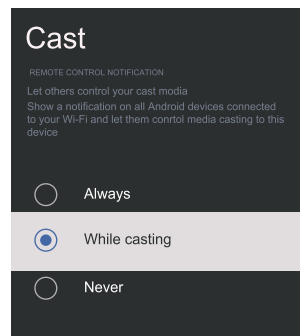 Cast
REMOTE CONTROL NOTIFICATION
Let others control your cast modia
Show a notification on all Android devices connected
to your Wi-Fi and let them conrtol media casting to this
device
Always
While casting
Never